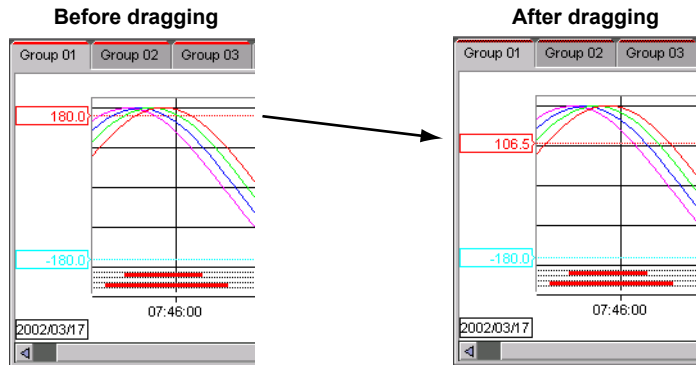 Before dragging
Group 01 Group 02 Group 03
180.0
-180.0
07:46:00
2002/03/17
After dragging
Group 01 Group 02 Group 03
106.5
-180.0
07:46:00
2002/03/17